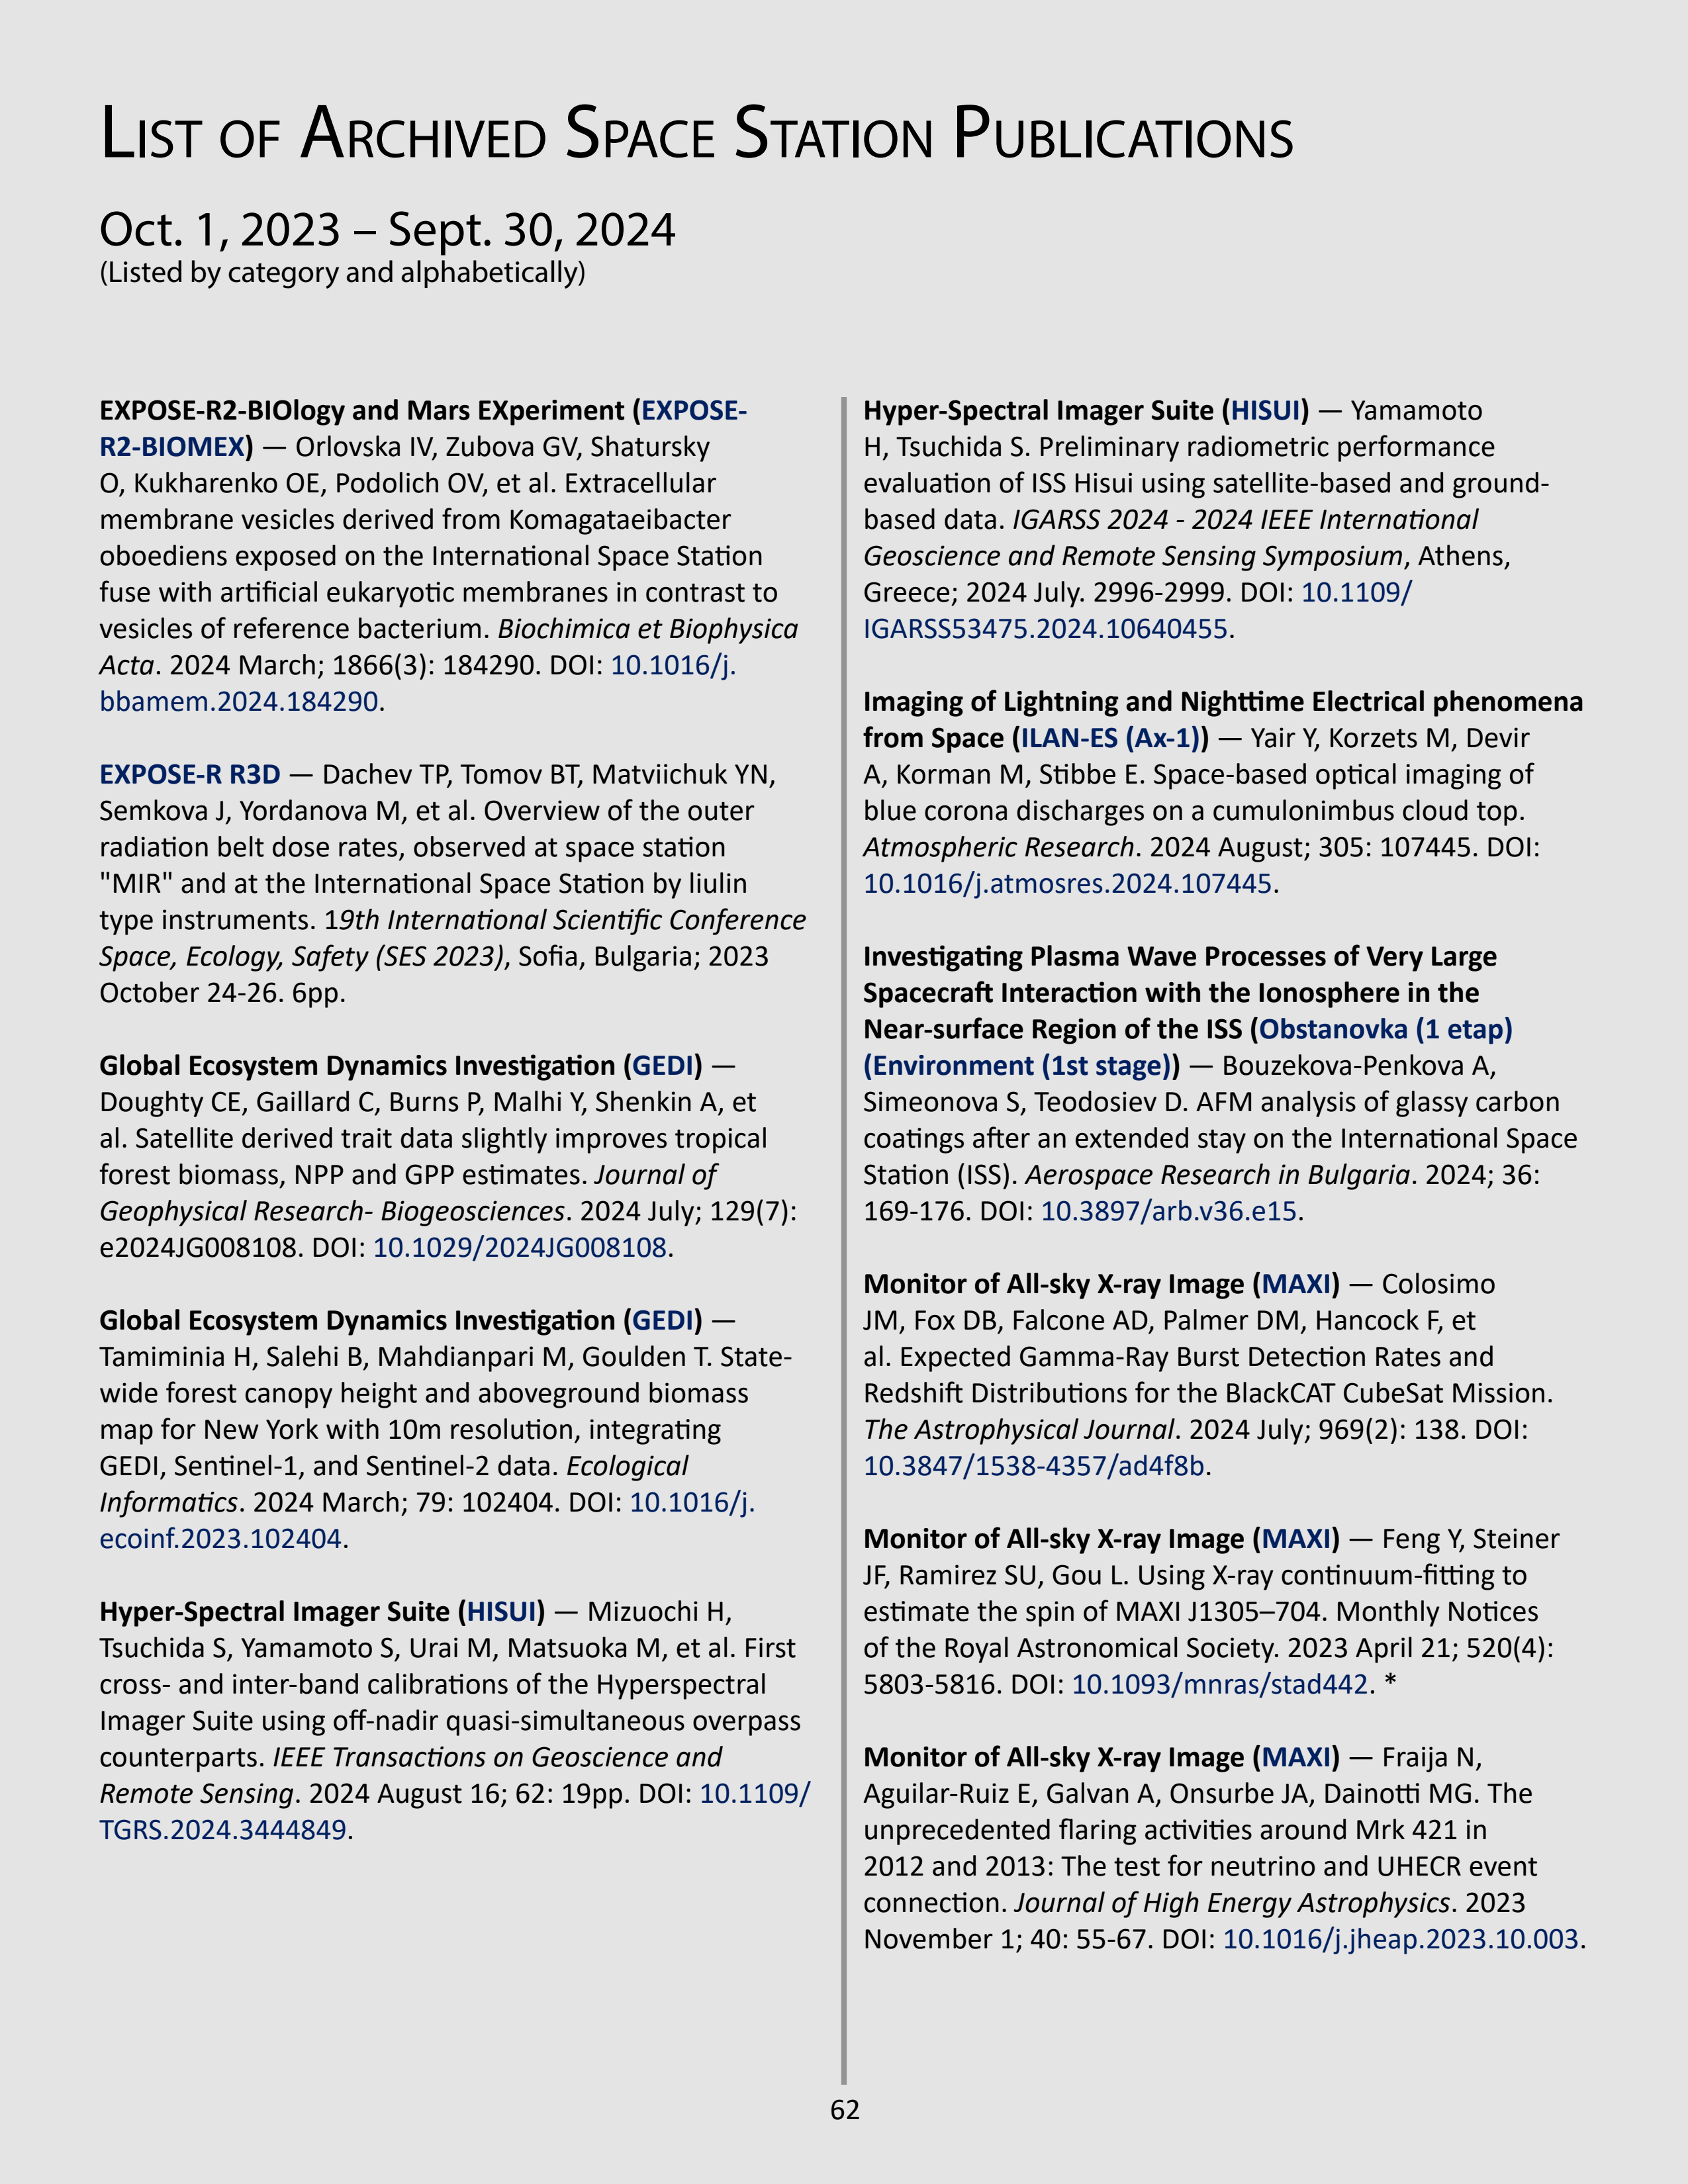 List of Archived Space Station Publications
Oct. 1, 2023 – Sept. 30, 2024
(Listed by category and alphabetically)
EXPOSE-R2-BIOlogy and Mars EXperiment (EXPOSE-
R2-BIOMEX) — Orlovska IV, Zubova GV, Shatursky
O, Kukharenko OE, Podolich OV, et al. Extracellular
membrane vesicles derived from Komagataeibacter
oboediens exposed on the International Space Station
fuse with artificial eukaryotic membranes in contrast to
vesicles of reference bacterium. Biochimica et Biophysica
Acta. 2024 March; 1866(3): 184290. DOI: 10.1016/j.
bbamem.2024.184290.
EXPOSE-R R3D — Dachev TP, Tomov BT, Matviichuk YN,
Semkova J, Yordanova M, et al. Overview of the outer
radiation belt dose rates, observed at space station
"MIR" and at the International Space Station by liulin
type instruments. 19th International Scientific Conference
Space, Ecology, Safety (SES 2023), Sofia, Bulgaria; 2023
October 24-26. 6pp.
Global Ecosystem Dynamics Investigation (GEDI) —
Doughty CE, Gaillard C, Burns P, Malhi Y, Shenkin A, et
al. Satellite derived trait data slightly improves tropical
forest biomass, NPP and GPP estimates. Journal of
Geophysical Research- Biogeosciences. 2024 July; 129(7):
e2024JG008108. DOI: 10.1029/2024JG008108.
Global Ecosystem Dynamics Investigation (GEDI) —
Tamiminia H, Salehi B, Mahdianpari M, Goulden T. State-
wide forest canopy height and aboveground biomass
map for New York with 10m resolution, integrating
GEDI, Sentinel-1, and Sentinel-2 data. Ecological
Informatics. 2024 March; 79: 102404. DOI: 10.1016/j.
ecoinf.2023.102404.
Hyper-Spectral Imager Suite (HISUI) — Mizuochi H,
Tsuchida S, Yamamoto S, Urai M, Matsuoka M, et al. First
cross- and inter-band calibrations of the Hyperspectral
Imager Suite using off-nadir quasi-simultaneous overpass
counterparts. IEEE Transactions on Geoscience and
Remote Sensing. 2024 August 16; 62: 19pp. DOI: 10.1109/
TGRS.2024.3444849.
Hyper-Spectral Imager Suite (HISUI) — Yamamoto
H, Tsuchida S. Preliminary radiometric performance
evaluation of ISS Hisui using satellite-based and ground-
based data. IGARSS 2024 - 2024 IEEE International
Geoscience and Remote Sensing Symposium, Athens,
Greece; 2024 July. 2996-2999. DOI: 10.1109/
IGARSS53475.2024.10640455.
Imaging of Lightning and Nighttime Electrical phenomena
from Space (ILAN-ES (Ax-1)) — Yair Y, Korzets M, Devir
A, Korman M, Stibbe E. Space-based optical imaging of
blue corona discharges on a cumulonimbus cloud top.
Atmospheric Research. 2024 August; 305: 107445. DOI:
10.1016/j.atmosres.2024.107445.
Investigating Plasma Wave Processes of Very Large
Spacecraft Interaction with the Ionosphere in the
Near-surface Region of the ISS (Obstanovka (1 etap)
(Environment (1st stage)) — Bouzekova-Penkova A,
Simeonova S, Teodosiev D. AFM analysis of glassy carbon
coatings after an extended stay on the International Space
Station (ISS). Aerospace Research in Bulgaria. 2024; 36:
169-176. DOI: 10.3897/arb.v36.e15.
Monitor of All-sky X-ray Image (MAXI) — Colosimo
JM, Fox DB, Falcone AD, Palmer DM, Hancock F, et
al. Expected Gamma-Ray Burst Detection Rates and
Redshift Distributions for the BlackCAT CubeSat Mission.
The Astrophysical Journal. 2024 July; 969(2): 138. DOI:
10.3847/1538-4357/ad4f8b.
Monitor of All-sky X-ray Image (MAXI) — Feng Y, Steiner
JF, Ramirez SU, Gou L. Using X-ray continuum-fitting to
estimate the spin of MAXI J1305–704. Monthly Notices
of the Royal Astronomical Society. 2023 April 21; 520(4):
5803-5816. DOI: 10.1093/mnras/stad442. *
Monitor of All-sky X-ray Image (MAXI) — Fraija N,
Aguilar-Ruiz E, Galvan A, Onsurbe JA, Dainotti MG. The
unprecedented flaring activities around Mrk 421 in
2012 and 2013: The test for neutrino and UHECR event
connection. Journal of High Energy Astrophysics. 2023
November 1; 40: 55-67. DOI: 10.1016/j.jheap.2023.10.003.
62